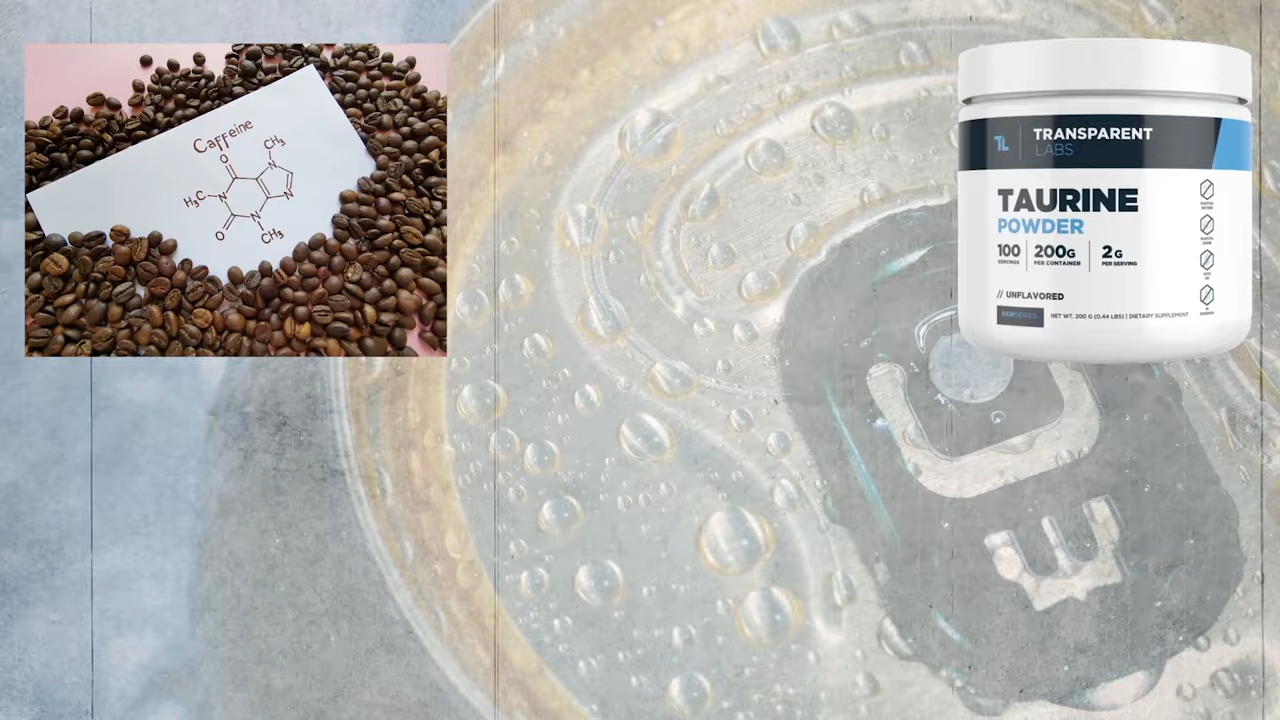 Caffeine
O
CH₃
H₃C
N
N
N
N
O
CH₃
TL
TRANSPARENT
LABS
TAURINE
POWDER
100 200G 2G
SERVINGS PER CONTAINER PER SERVING
// UNFLAVORED
RAWSERIES NET WT. 200 G (0.44 LBS) | DIETARY SUPPLEMENT
E